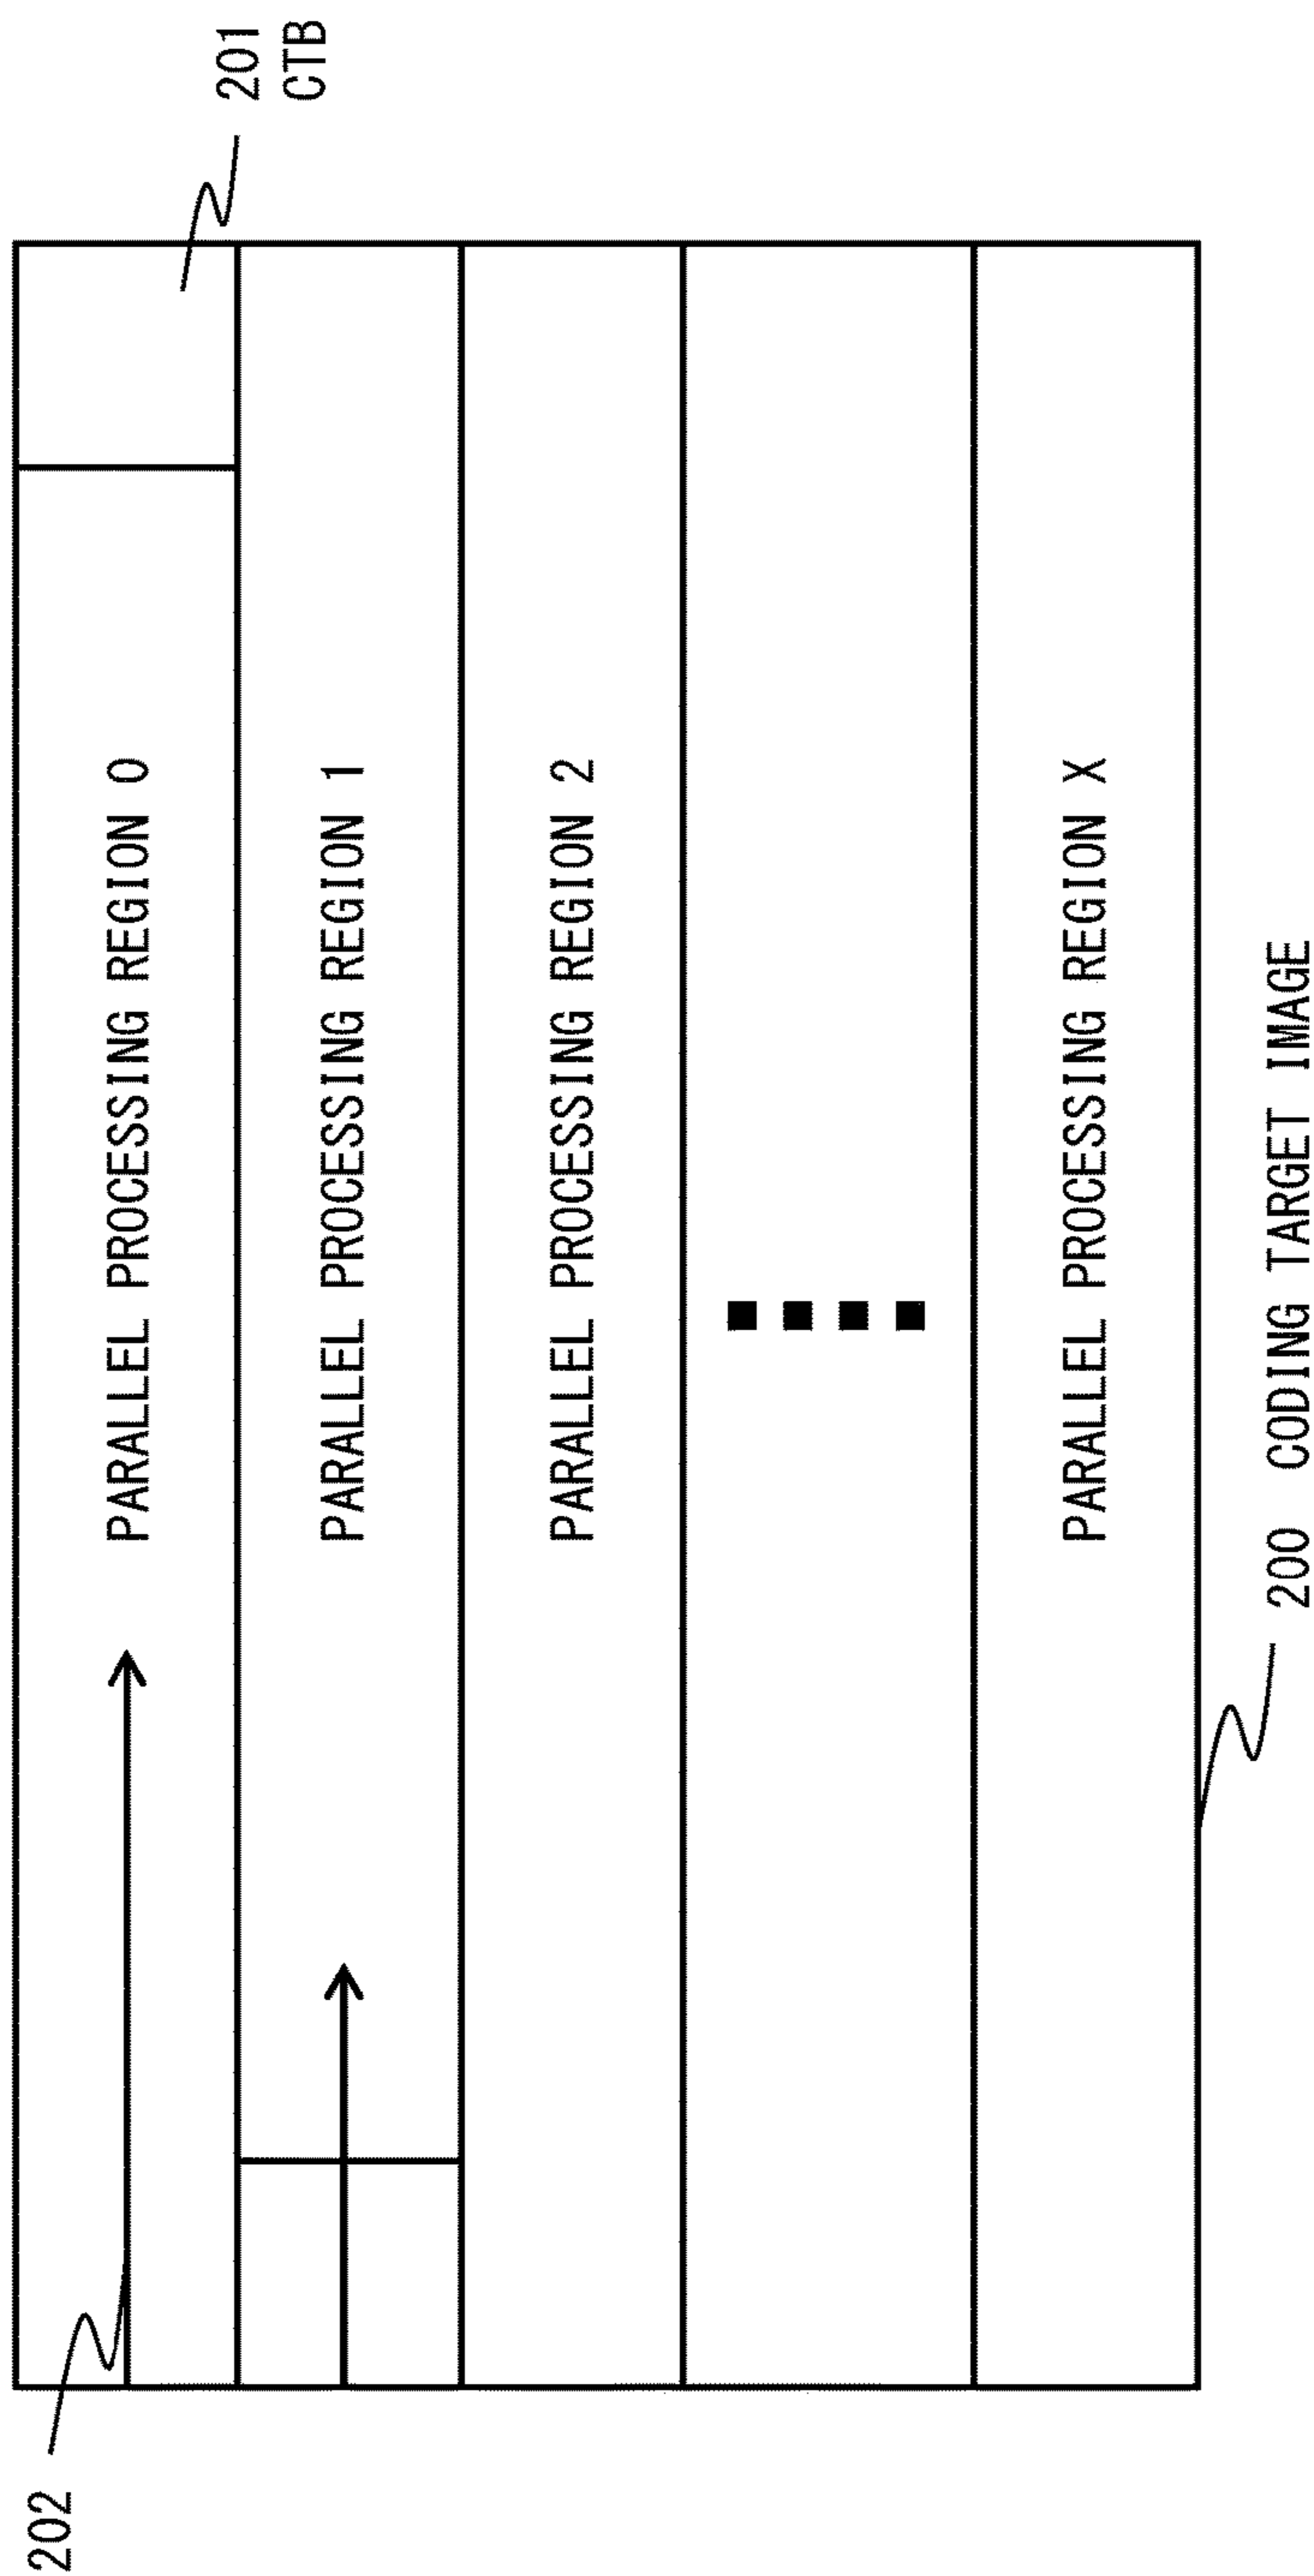 202
201
CTB
PARALLEL PROCESSING REGION 0
PARALLEL PROCESSING REGION 1
PARALLEL PROCESSING REGION 2
PARALLEL PROCESSING REGION X
200 CODING TARGET IMAGE